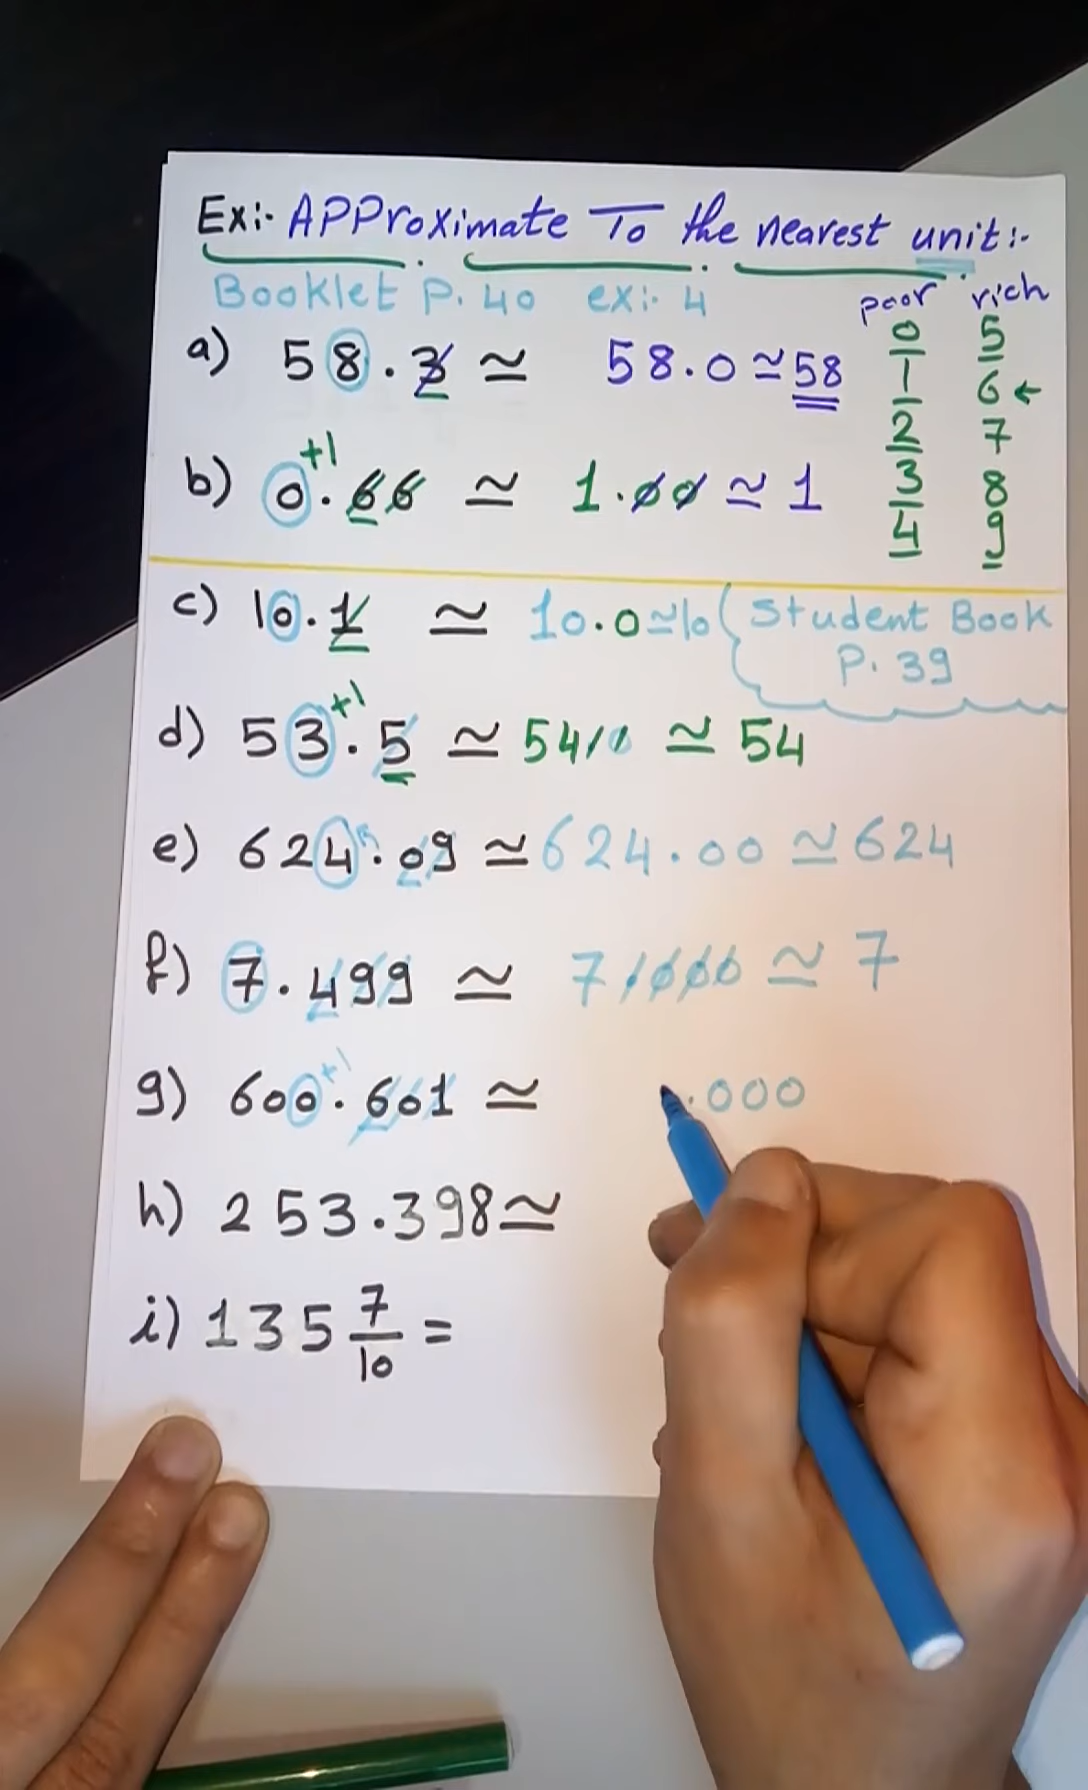 Ex:- APProximate To the nearest unit:-
Booklet P. 40 ex:- 4
poor rich
0 5
1 6 ←
2 7
3 8
4 9
a) 58.3 ≃ 58.0 ≃ 58
+1
b) 0.66 ≃ 1.00 ≃ 1
c) 10.1 ≃ 10.0 ≃ 10
Student Book
P. 39
+1
d) 53.5 ≃ 54.0 ≃ 54
e) 624.09 ≃ 624.00 ≃ 624
f) 7.499 ≃ 7.000 ≃ 7
+1
g) 600.601 ≃ .000
h) 253.398 ≃
i) 135 7/10 =